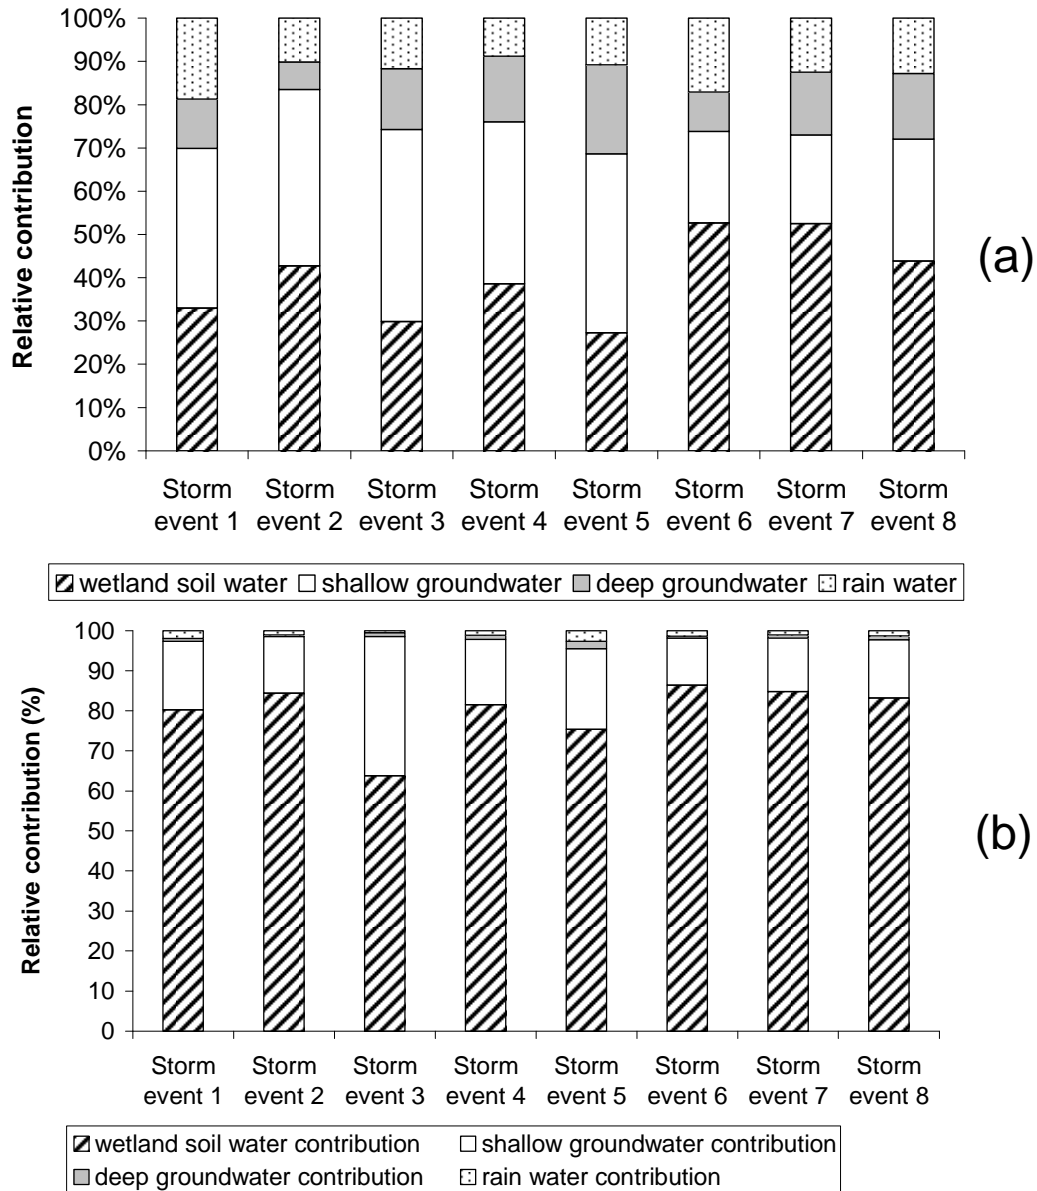 100%
90%
80%
70%
60%
50%
40%
30%
20%
10%
0%
Relative contribution
(a)
Storm event 1
Storm event 2
Storm event 3
Storm event 4
Storm event 5
Storm event 6
Storm event 7
Storm event 8
wetland soil water
shallow groundwater
deep groundwater
rain water
100
90
80
70
60
50
40
30
20
10
0
Relative contribution (%)
(b)
Storm event 1
Storm event 2
Storm event 3
Storm event 4
Storm event 5
Storm event 6
Storm event 7
Storm event 8
wetland soil water contribution
shallow groundwater contribution
deep groundwater contribution
rain water contribution